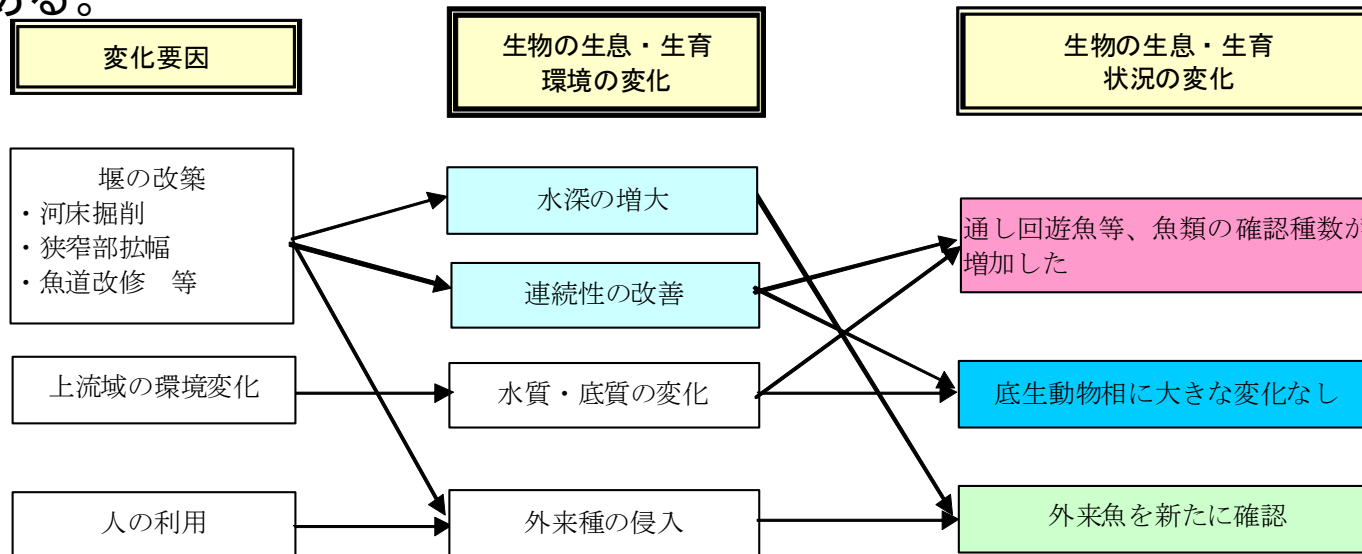 める。
変化要因
生物の生息・生育
環境の変化
生物の生息・生育
状況の変化
堰の改築
・河床掘削
・狭窄部拡幅
・魚道改修 等
水深の増大
連続性の改善
通し回遊魚等、魚類の確認種数が
増加した
上流域の環境変化
水質・底質の変化
底生動物相に大きな変化なし
人の利用
外来種の侵入
外来魚を新たに確認